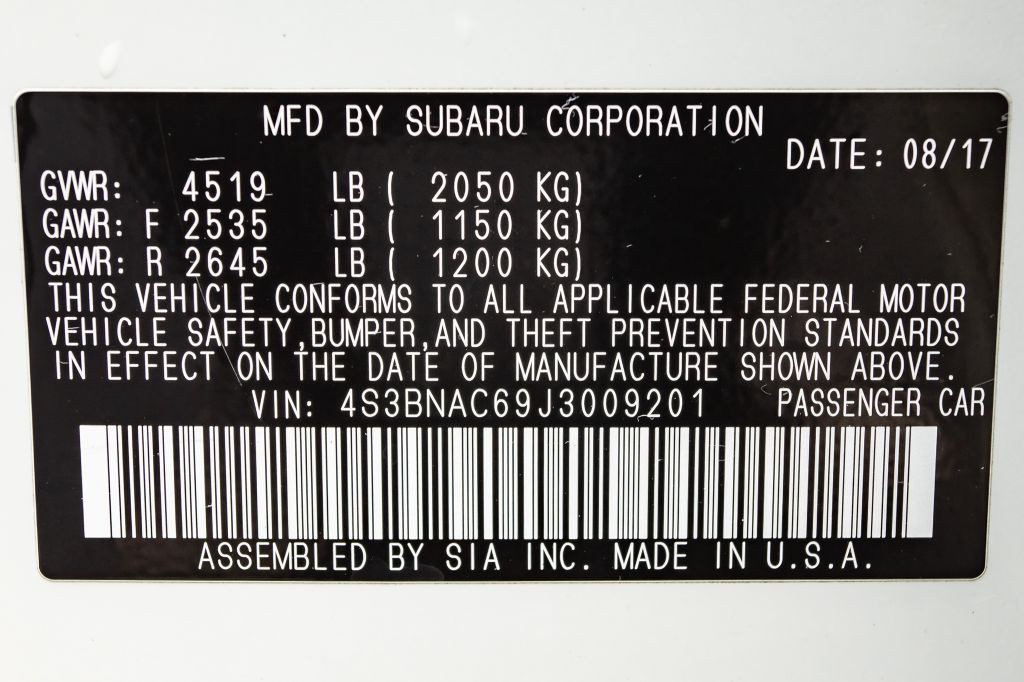 MFD BY SUBARU CORPORATION
DATE: 08/17
GVWR: 4519 LB ( 2050 KG)
GAWR: F 2535 LB ( 1150 KG)
GAWR: R 2645 LB ( 1200 KG)
THIS VEHICLE CONFORMS TO ALL APPLICABLE FEDERAL MOTOR
VEHICLE SAFETY,BUMPER,AND THEFT PREVENTION STANDARDS
IN EFFECT ON THE DATE OF MANUFACTURE SHOWN ABOVE.
VIN: 4S3BNAC69J3009201 PASSENGER CAR
ASSEMBLED BY SIA INC. MADE IN U.S.A.